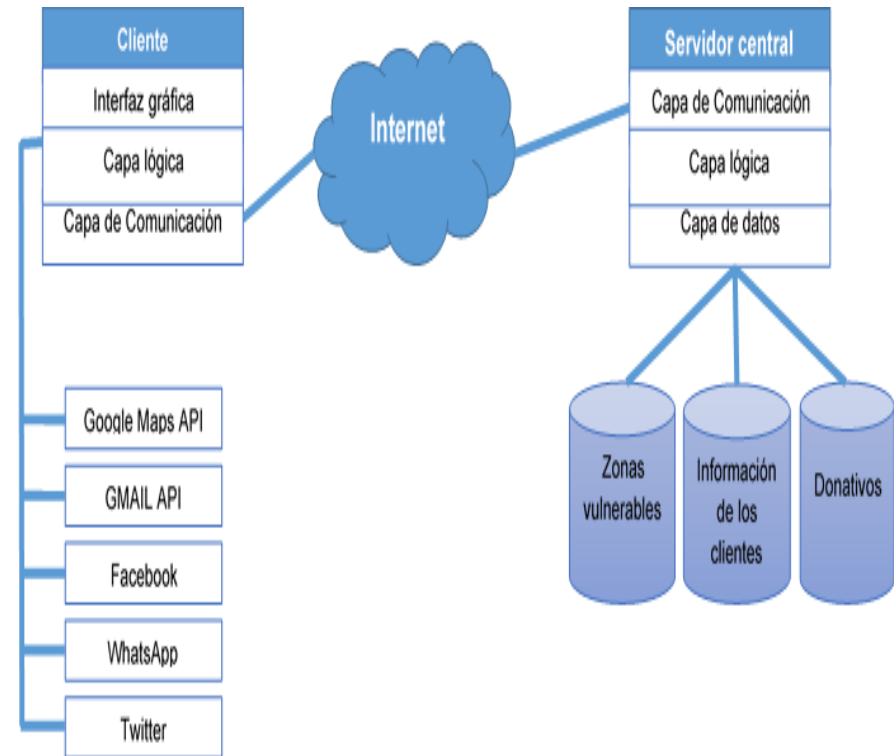 Cliente
Interfaz gráfica
Capa lógica
Capa de Comunicación
Internet
Servidor central
Capa de Comunicación
Capa lógica
Capa de datos
Google Maps API
GMAIL API
Facebook
WhatsApp
Twitter
Zonas
vulnerables
Información
de los
clientes
Donativos